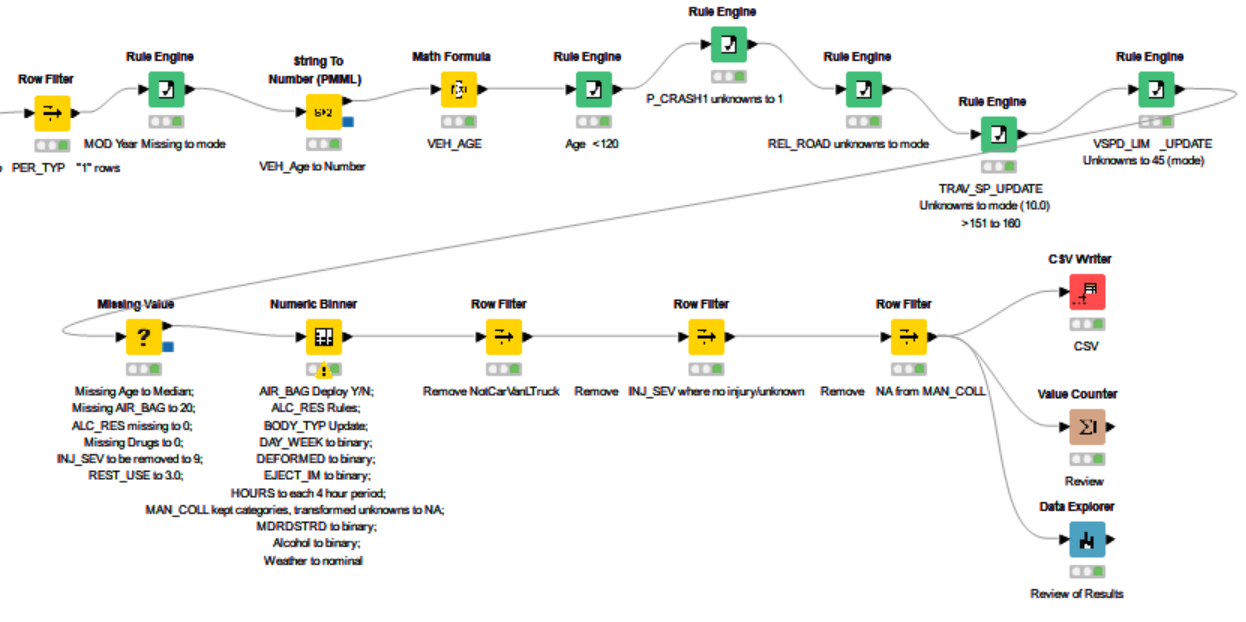 Rule Engine
P_CRASH1 unknowns to 1
Row Filter
PER_TYP "1" rows
Rule Engine
MOD Year Missing to mode
String To
Number (PMML)
S>2
VEH_Age to Number
Math Formula
VEH_AGE
Rule Engine
Age <120
Rule Engine
REL_ROAD unknowns to mode
Rule Engine
TRAV_SP_UPDATE
Unknowns to mode (10.0)
>151 to 160
Rule Engine
VSPD_LIM _UPDATE
Unknowns to 45 (mode)
Missing Value
?
Missing Age to Median;
Missing AIR_BAG to 20;
ALC_RES missing to 0;
Missing Drugs to 0;
INJ_SEV to be removed to 9;
REST_USE to 3.0;
Numeric Binner
AIR_BAG Deploy Y/N;
ALC_RES Rules;
BODY_TYP Update;
DAY_WEEK to binary;
DEFORMED to binary;
EJECT_IM to binary;
HOURS to each 4 hour period;
MAN_COLL kept categories, transformed unknowns to NA;
MDRDSTRD to binary;
Alcohol to binary;
Weather to nominal
Row Filter
Remove NotCarVanLTruck
Row Filter
Remove INJ_SEV where no injury/unknown
Row Filter
Remove NA from MAN_COLL
CSV Writer
CSV
Value Counter
Σ1
Review
Data Explorer
Review of Results